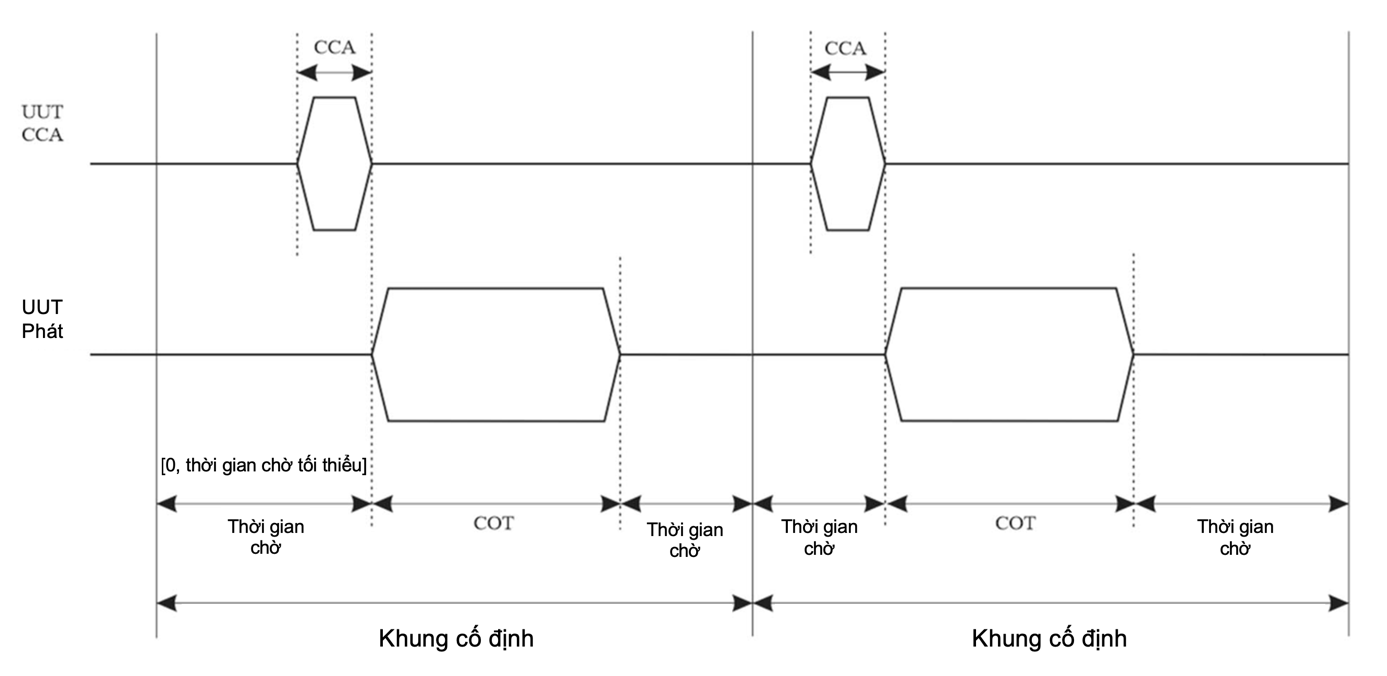 CCA
CCA
UUT
CCA
UUT
Phát
[0, thời gian chờ tối thiểu]
Thời gian
chờ
COT
Thời gian
chờ
Thời gian
chờ
COT
Thời gian
chờ
Khung cố định
Khung cố định